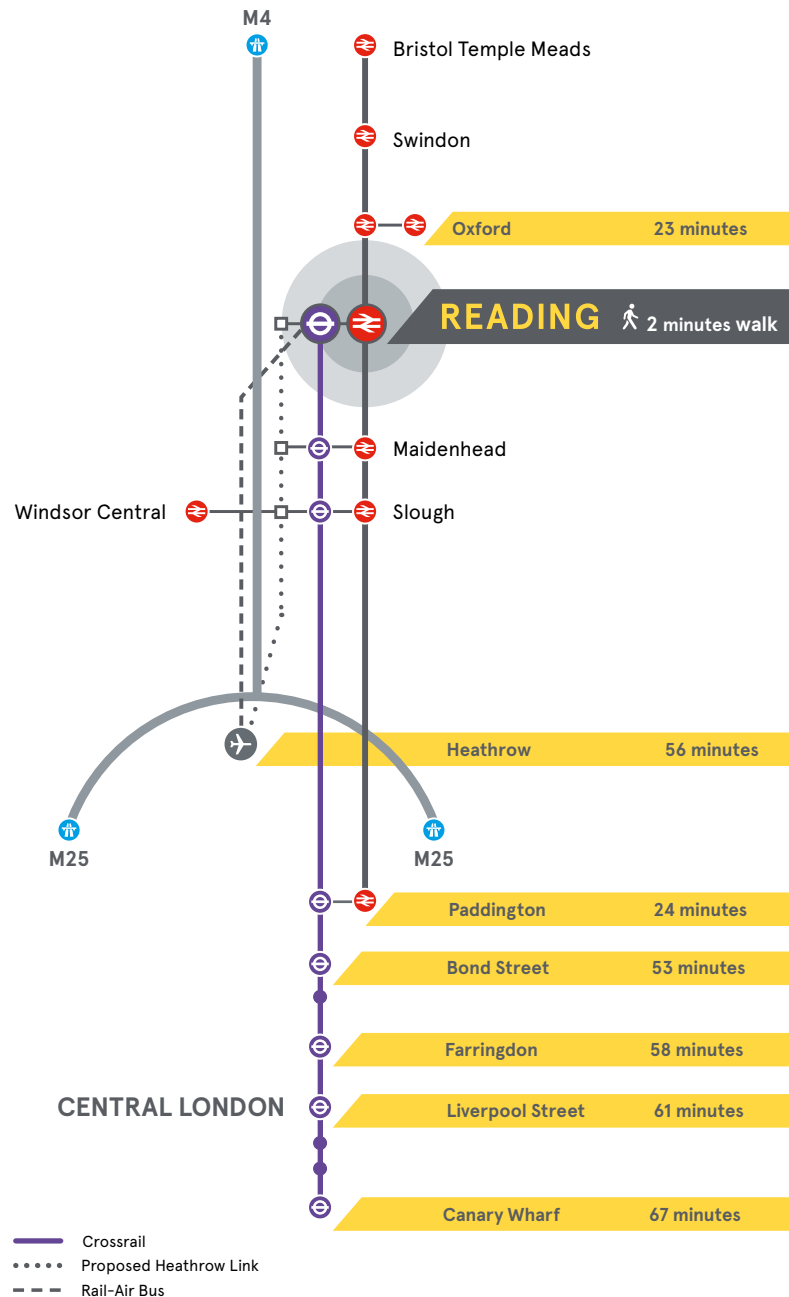 M4
Bristol Temple Meads
Swindon
Oxford 23 minutes
READING 2 minutes walk
Maidenhead
Windsor Central
Slough
Heathrow 56 minutes
M25
M25
Paddington 24 minutes
Bond Street 53 minutes
Farringdon 58 minutes
CENTRAL LONDON
Liverpool Street 61 minutes
Canary Wharf 67 minutes
Crossrail
Proposed Heathrow Link
Rail-Air Bus